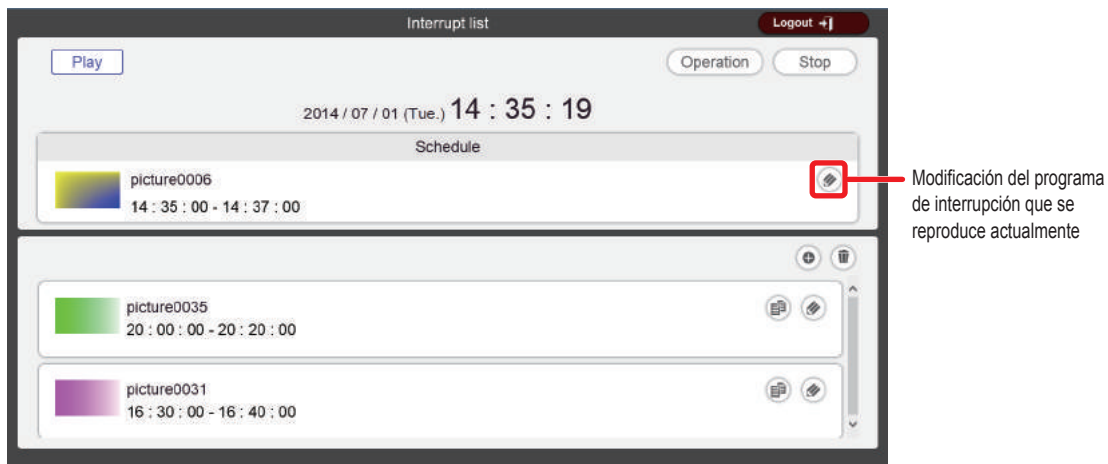 Interrupt list
Logout
Play
Operation
Stop
2014 / 07 / 01 (Tue.) 14 : 35 : 19
Schedule
picture0006
14 : 35 : 00 - 14 : 37 : 00
Modificación del programa
de interrupción que se
reproduce actualmente
picture0035
20 : 00 : 00 - 20 : 20 : 00
picture0031
16 : 30 : 00 - 16 : 40 : 00